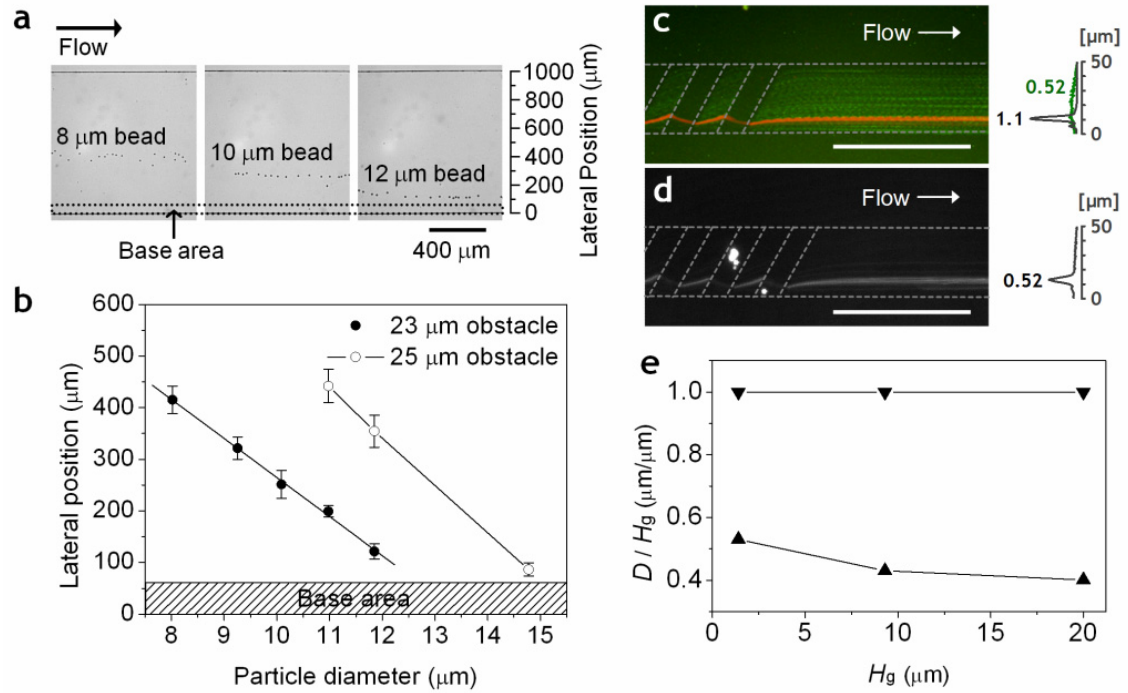 a
Flow
8 μm bead
10 μm bead
12 μm bead
1000
800
600
400
200
0
Lateral Position (μm)
Base area
400 μm
b
600
500
400
300
200
100
0
Lateral position (μm)
23 μm obstacle
25 μm obstacle
Base area
8 9 10 11 12 13 14 15
Particle diameter (μm)
c
Flow
[μm]
50
0.52
1.1
0
d
Flow
[μm]
50
0.52
0
e
1.0
0.8
0.6
0.4
D / Hg (μm/μm)
0 5 10 15 20
Hg (μm)